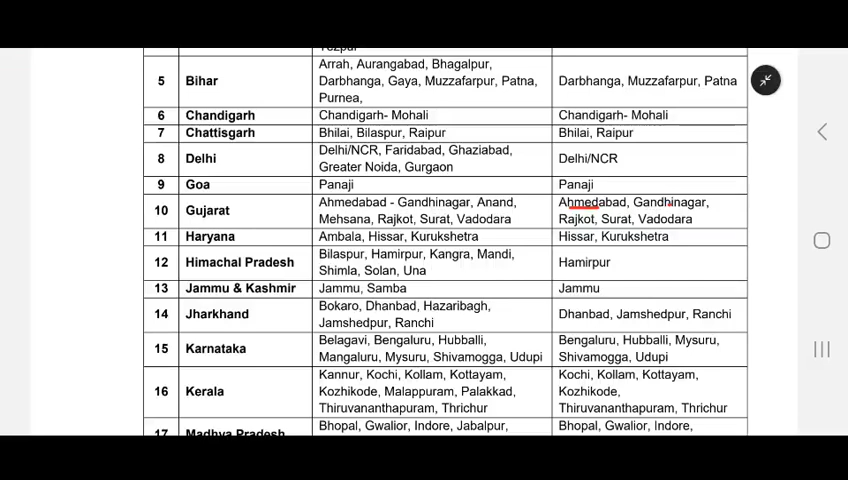 Tezpur
5 Bihar Arrah, Aurangabad, Bhagalpur, Darbhanga, Muzzafarpur, Patna
Darbhanga, Gaya, Muzzafarpur, Patna,
Purnea,
6 Chandigarh Chandigarh- Mohali Chandigarh- Mohali
7 Chattisgarh Bhilai, Bilaspur, Raipur Bhilai, Raipur
8 Delhi Delhi/NCR, Faridabad, Ghaziabad, Delhi/NCR
Greater Noida, Gurgaon
9 Goa Panaji Panaji
10 Gujarat Ahmedabad - Gandhinagar, Anand, Ahmedabad, Gandhinagar,
Mehsana, Rajkot, Surat, Vadodara Rajkot, Surat, Vadodara
11 Haryana Ambala, Hissar, Kurukshetra Hissar, Kurukshetra
12 Himachal Pradesh Bilaspur, Hamirpur, Kangra, Mandi, Hamirpur
Shimla, Solan, Una
13 Jammu & Kashmir Jammu, Samba Jammu
14 Jharkhand Bokaro, Dhanbad, Hazaribagh, Dhanbad, Jamshedpur, Ranchi
Jamshedpur, Ranchi
15 Karnataka Belagavi, Bengaluru, Hubballi, Bengaluru, Hubballi, Mysuru,
Mangaluru, Mysuru, Shivamogga, Udupi Shivamogga, Udupi
16 Kerala Kannur, Kochi, Kollam, Kottayam, Kochi, Kollam, Kottayam,
Kozhikode, Malappuram, Palakkad, Kozhikode,
Thiruvananthapuram, Thrichur Thiruvananthapuram, Thrichur
17 Madhya Pradesh Bhopal, Gwalior, Indore, Jabalpur, Bhopal, Gwalior, Indore,